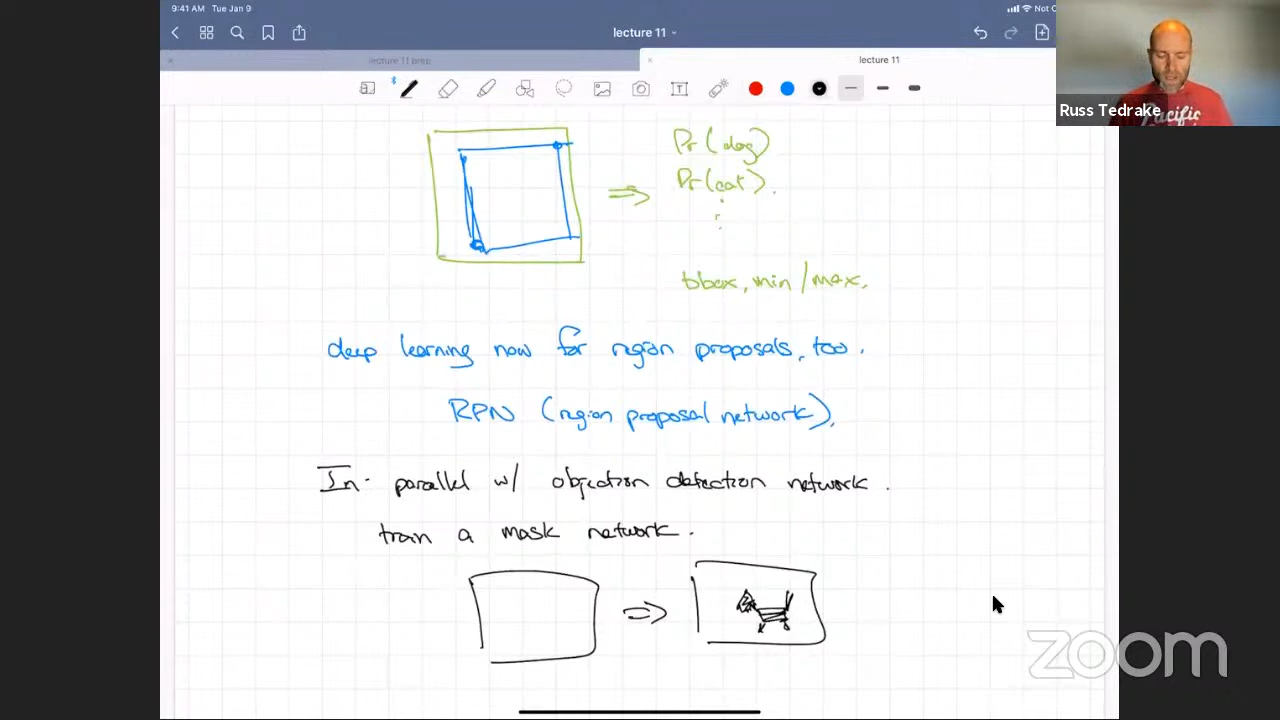 9:41 AM Tue Jan 9
Not C
lecture 11
lecture 11 prep
lecture 11
T
Russ Tedrake
Pacific
Pr(dog)
Pr(cat).
bbox, min/max.
deep learning now for region proposals, too.
RPN (region proposal network).
In parallel w/ objection detection network.
train a mask network.
zoom